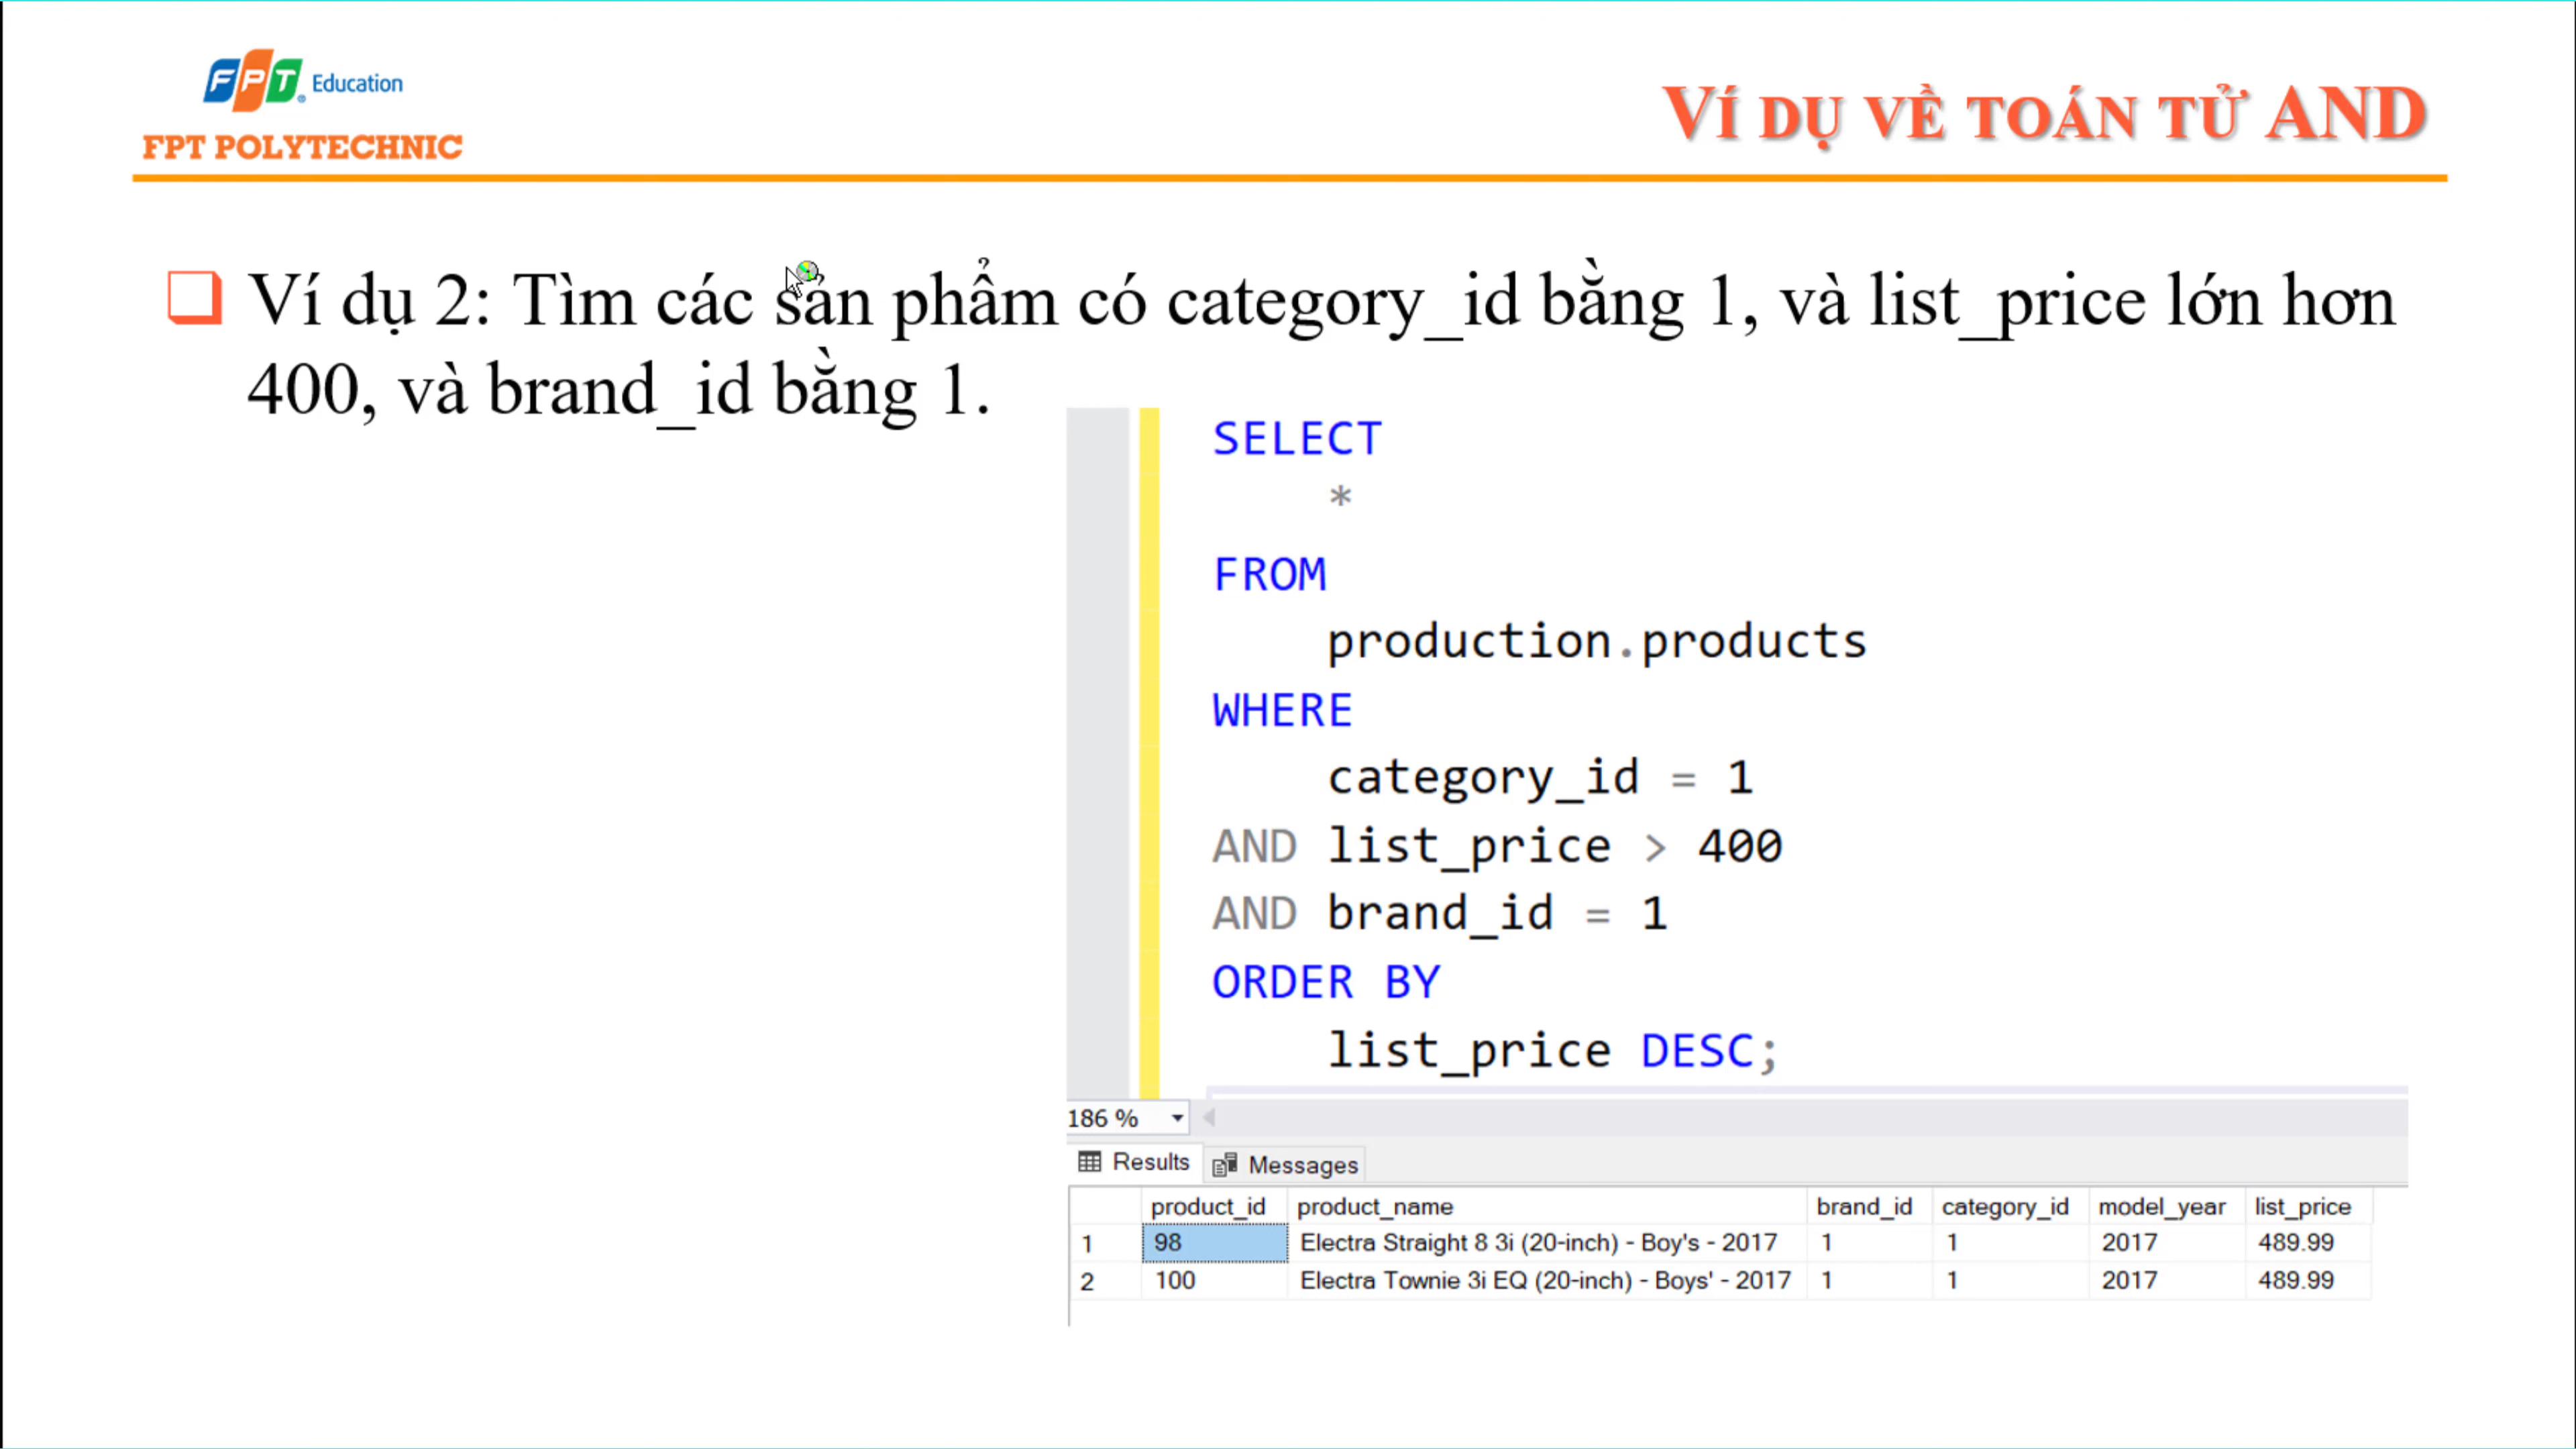 FPT Education
FPT POLYTECHNIC
VÍ DỤ VỀ TOÁN TỬ AND
Ví dụ 2: Tìm các sản phẩm có category_id bằng 1, và list_price lớn hơn
400, và brand_id bằng 1.
SELECT
*
FROM
production.products
WHERE
category_id = 1
AND list_price > 400
AND brand_id = 1
ORDER BY
list_price DESC;
186 %
Results Messages
product_id product_name brand_id category_id model_year list_price
1 98 Electra Straight 8 3i (20-inch) - Boy's - 2017 1 1 2017 489.99
2 100 Electra Townie 3i EQ (20-inch) - Boys' - 2017 1 1 2017 489.99